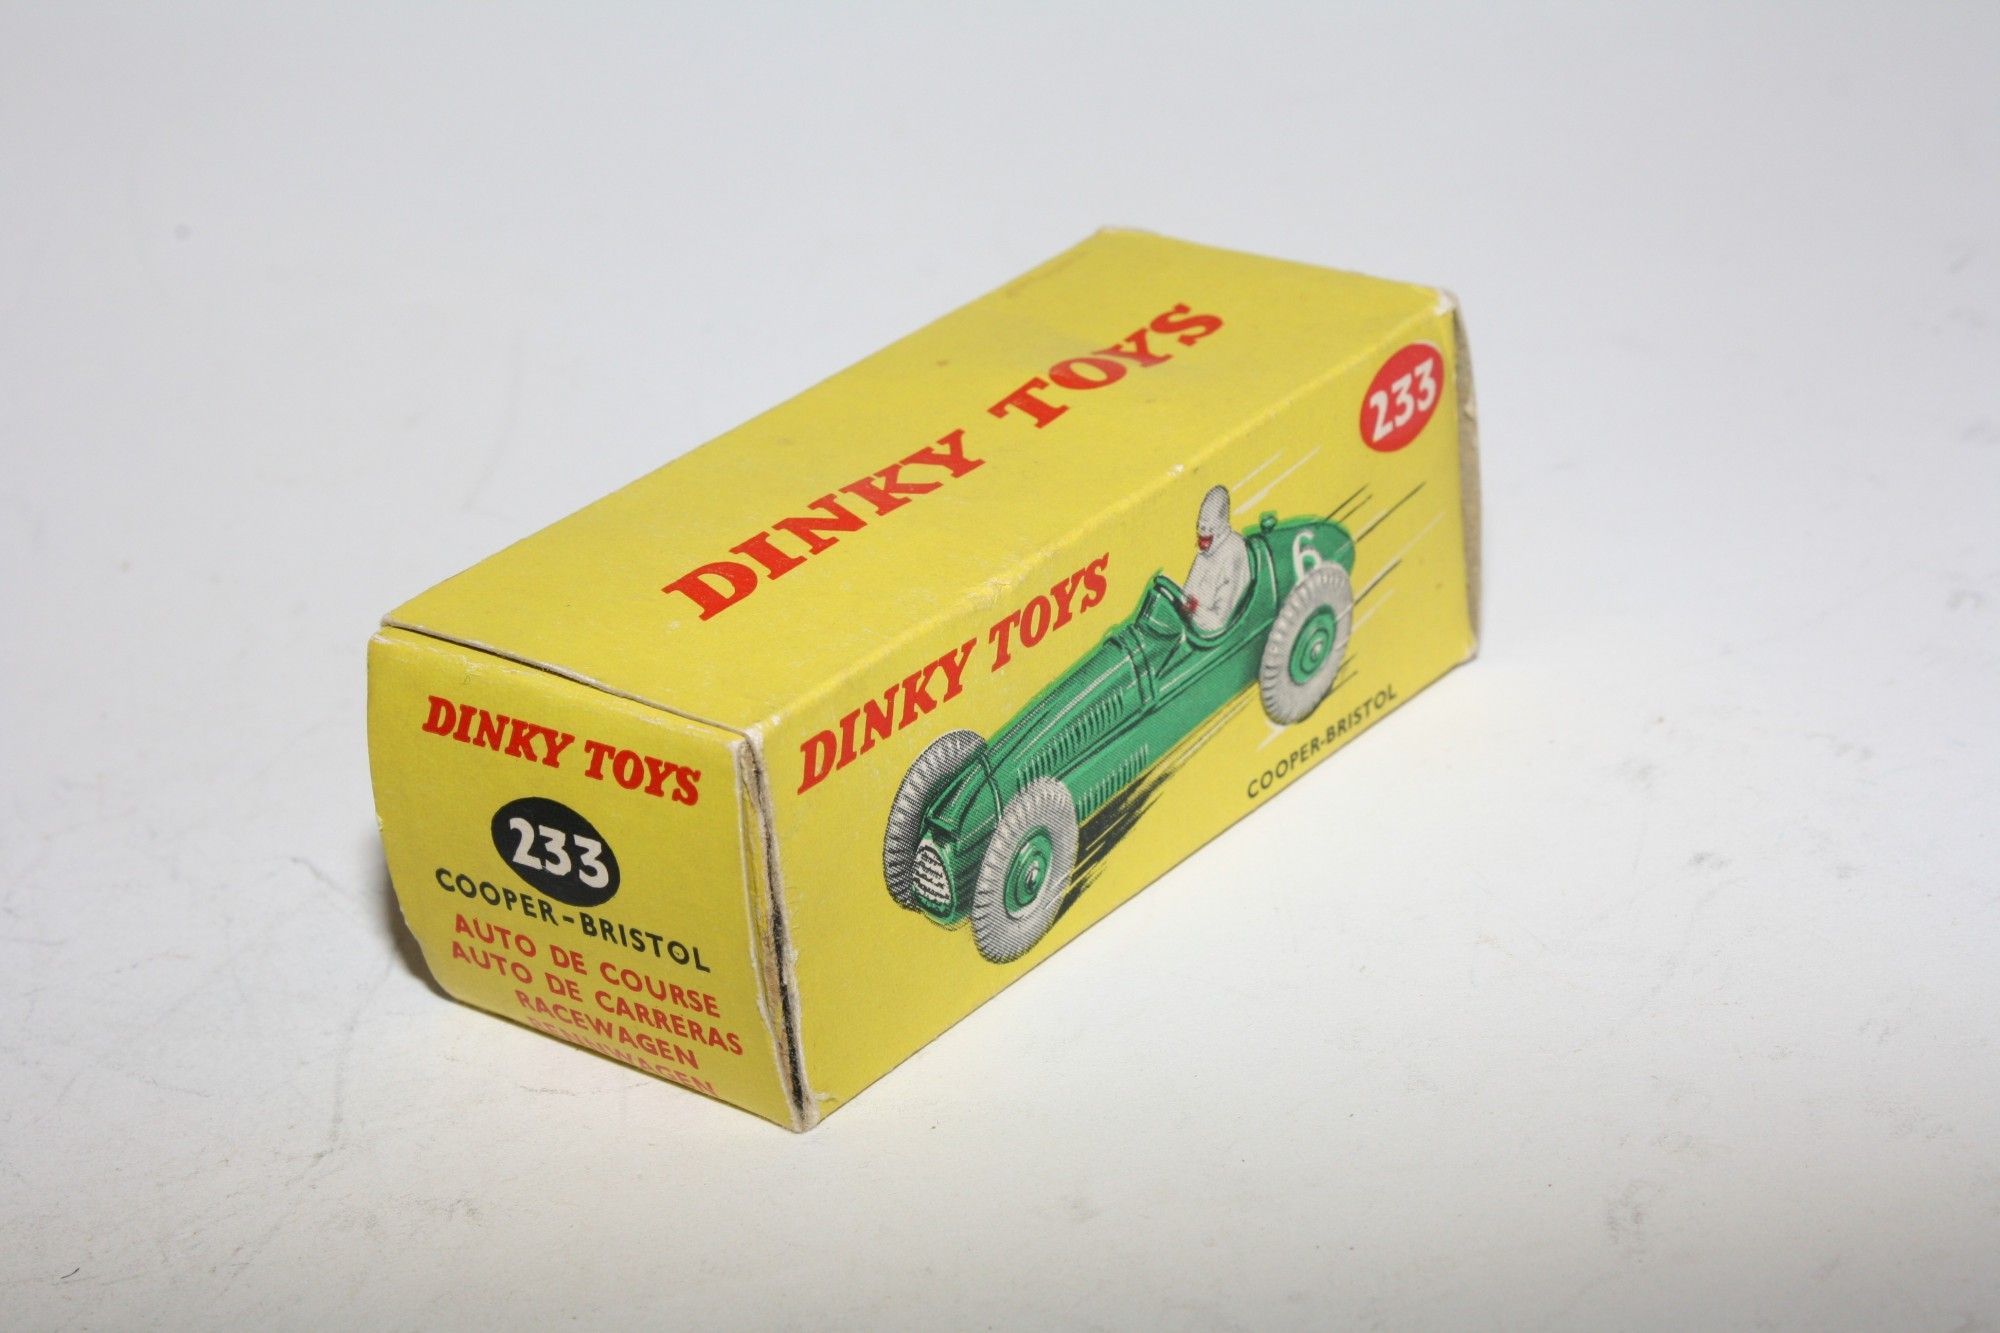 DINKY TOYS
DINKY TOYS
233
6
COOPER-BRISTOL
DINKY TOYS
233
COOPER-BRISTOL
AUTO DE COURSE
AUTO DE CARRERAS
RACEWAGEN
RENNWAGEN